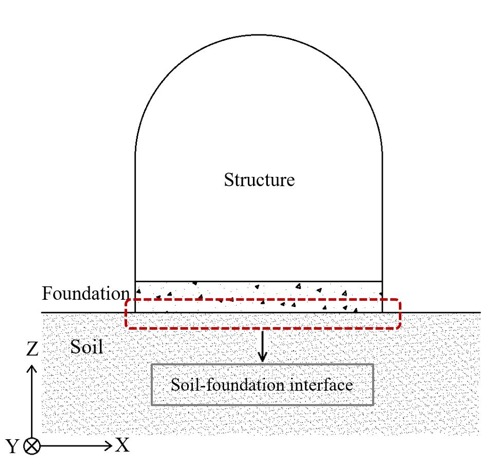 Structure
Foundation
Soil
Z
Soil-foundation interface
Y
X